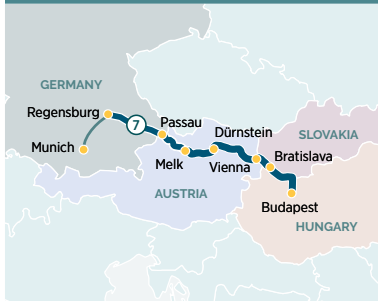 GERMANY
Regensburg
7
Passau
Dürnstein
Munich
SLOVAKIA
Melk
Vienna
Bratislava
AUSTRIA
Budapest
HUNGARY